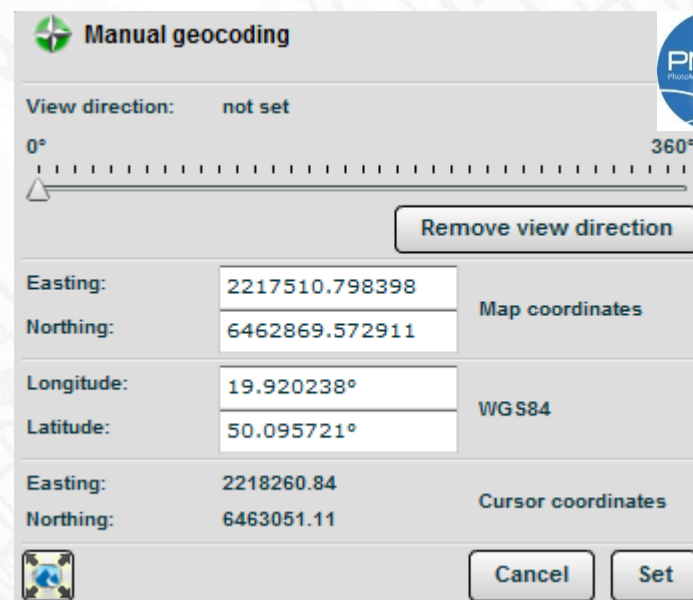 Manual geocoding
View direction: not set
0° 360°
Remove view direction
Easting: 2217510.798398
Map coordinates
Northing: 6462869.572911
Longitude: 19.920238°
WGS84
Latitude: 50.095721°
Easting: 2218260.84
Cursor coordinates
Northing: 6463051.11
Cancel Set